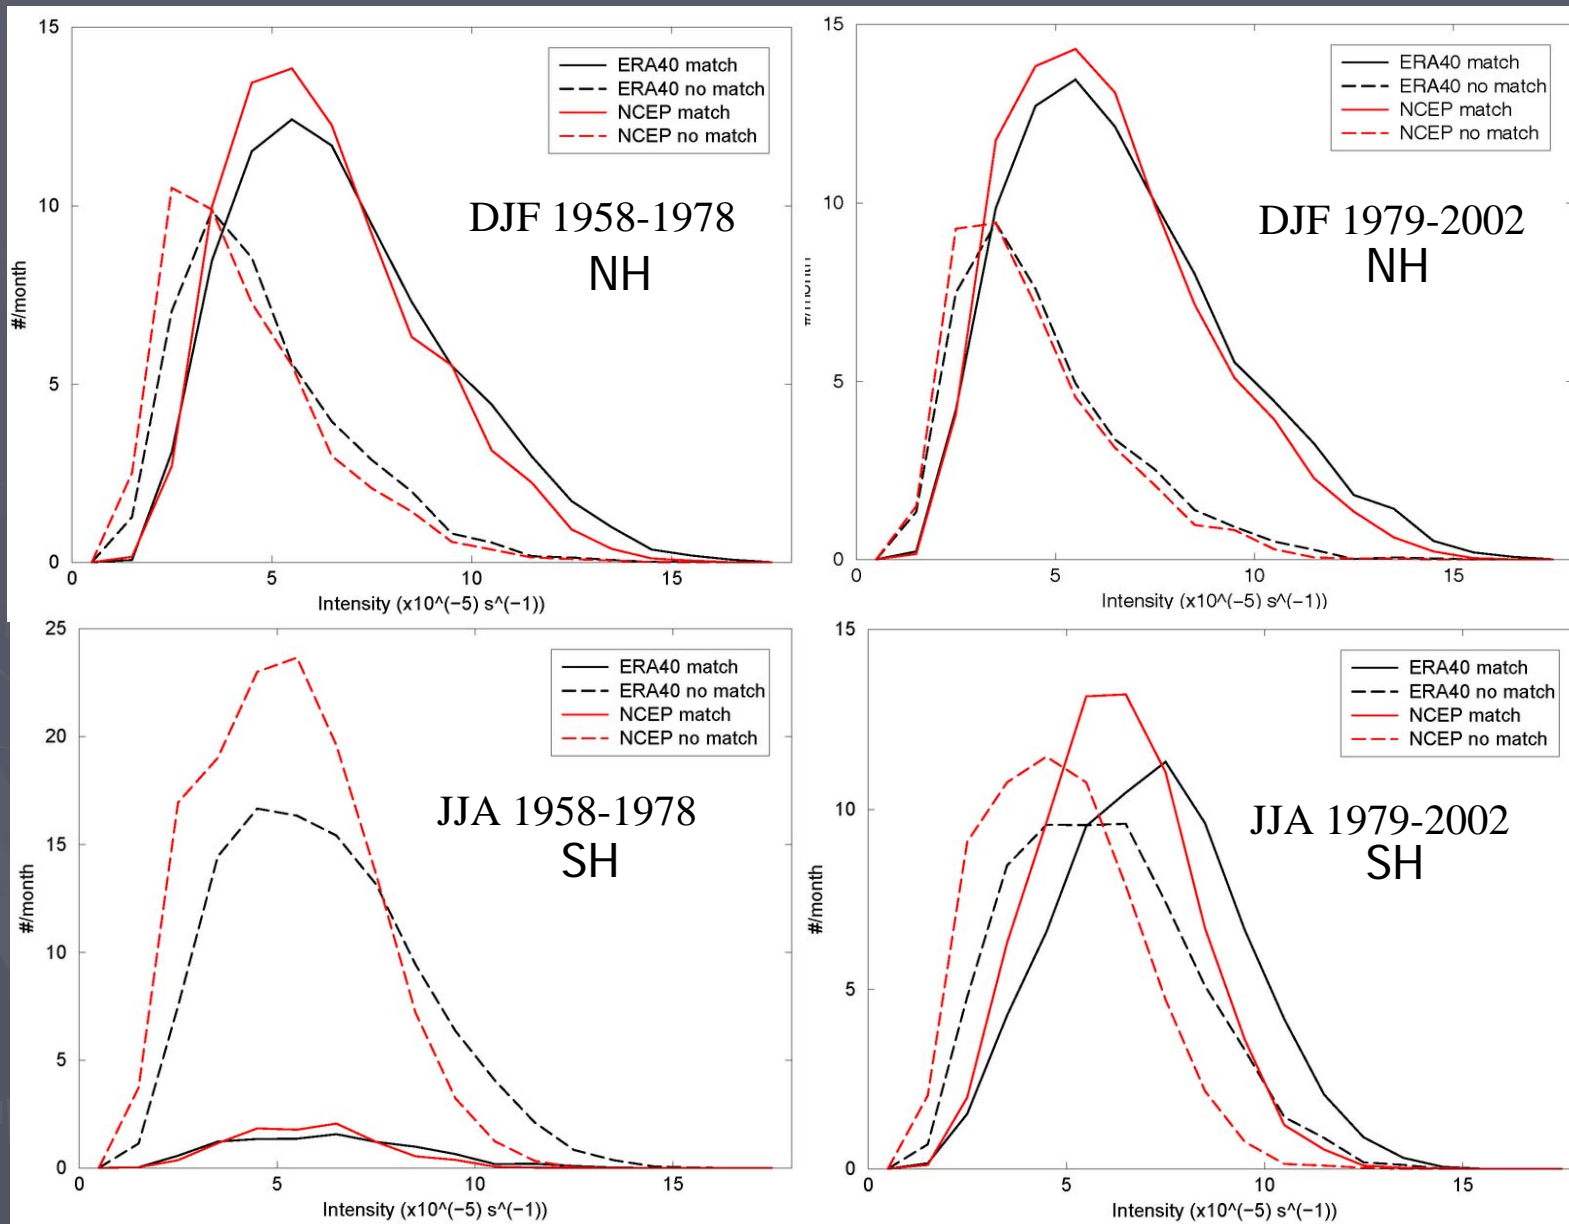 15
10
5
0
0
5
10
15
#/month
Intensity (x10^(−5) s^(−1))
ERA40 match
ERA40 no match
NCEP match
NCEP no match
DJF 1958-1978
NH
15
10
5
0
0
5
10
15
#/month
Intensity (x10^(−5) s^(−1))
ERA40 match
ERA40 no match
NCEP match
NCEP no match
DJF 1979-2002
NH
25
20
15
10
5
0
0
5
10
15
#/month
Intensity (x10^(−5) s^(−1))
ERA40 match
ERA40 no match
NCEP match
NCEP no match
JJA 1958-1978
SH
15
10
5
0
0
5
10
15
#/month
Intensity (x10^(−5) s^(−1))
ERA40 match
ERA40 no match
NCEP match
NCEP no match
JJA 1979-2002
SH